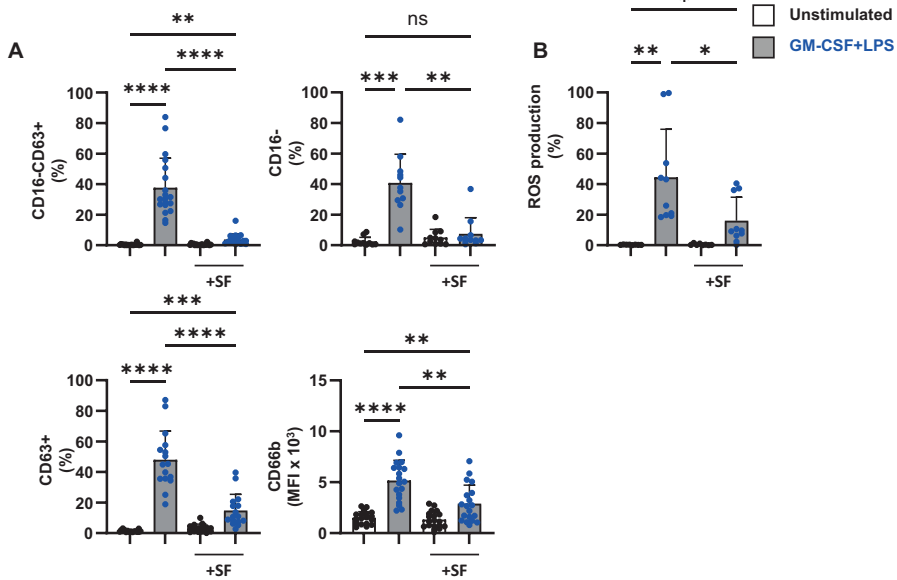 A
**
****
****
CD16-CD63+
(%)
100
80
60
40
20
0
+SF
ns
***
**
CD16-
(%)
100
80
60
40
20
0
+SF
B
**
*
ROS production
(%)
100
80
60
40
20
0
+SF
Unstimulated
GM-CSF+LPS
***
****
****
CD63+
(%)
100
80
60
40
20
0
+SF
**
**
****
CD66b
(MFI x 10³)
15
10
5
0
+SF